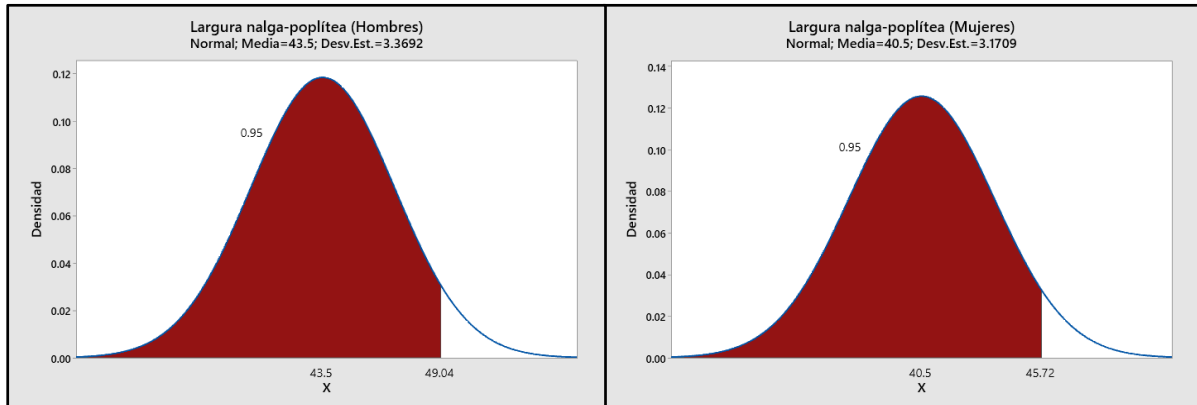 Largura nalga-poplítea (Hombres)
Normal; Media=43.5; Desv.Est.=3.3692
0.12
0.10
0.08
0.06
0.04
0.02
0.00
Densidad
0.95
43.5
49.04
X
Largura nalga-poplítea (Mujeres)
Normal; Media=40.5; Desv.Est.=3.1709
0.14
0.12
0.10
0.08
0.06
0.04
0.02
0.00
Densidad
0.95
40.5
45.72
X